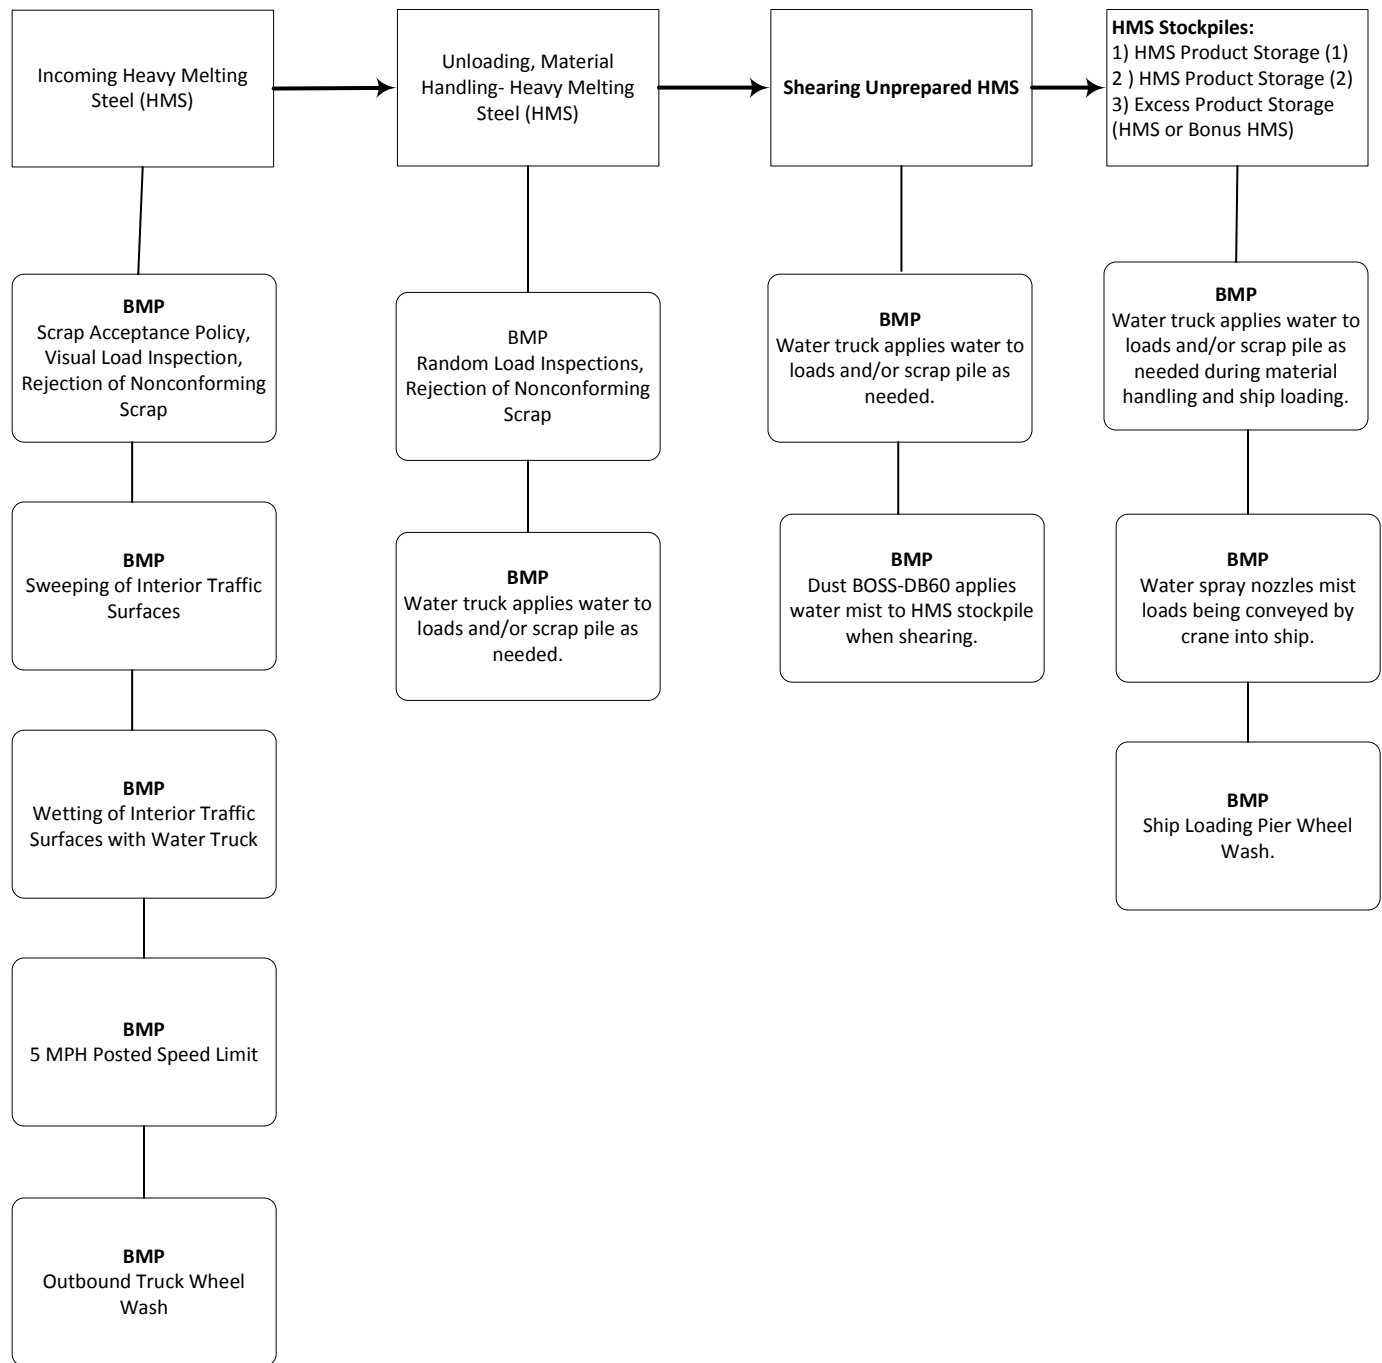 Incoming Heavy Melting
Steel (HMS)
Unloading, Material
Handling- Heavy Melting
Steel (HMS)
Shearing Unprepared HMS
HMS Stockpiles:
1) HMS Product Storage (1)
2 ) HMS Product Storage (2)
3) Excess Product Storage
(HMS or Bonus HMS)
BMP
Scrap Acceptance Policy,
Visual Load Inspection,
Rejection of Nonconforming
Scrap
BMP
Sweeping of Interior Traffic
Surfaces
BMP
Wetting of Interior Traffic
Surfaces with Water Truck
BMP
5 MPH Posted Speed Limit
BMP
Outbound Truck Wheel
Wash
BMP
Random Load Inspections,
Rejection of Nonconforming
Scrap
BMP
Water truck applies water to
loads and/or scrap pile as
needed.
BMP
Water truck applies water to
loads and/or scrap pile as
needed.
BMP
Dust BOSS-DB60 applies
water mist to HMS stockpile
when shearing.
BMP
Water truck applies water to
loads and/or scrap pile as
needed during material
handling and ship loading.
BMP
Water spray nozzles mist
loads being conveyed by
crane into ship.
BMP
Ship Loading Pier Wheel
Wash.